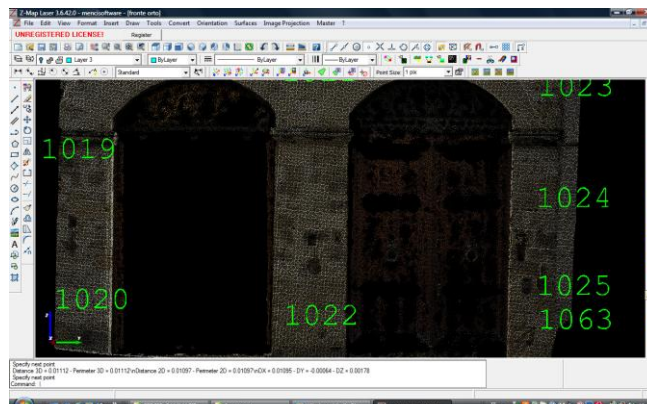 Z-Map Laser 3.6.42.0 - mencisoftware - [fronte orto]
File Edit View Format Insert Draw Tools Convert Orientation Surfaces Image Projection Master ?
UNREGISTERED LICENSE! Register
Layer 3 ByLayer ByLayer ByLayer
Standard Point Size: 1 pix
1023
1019
1024
1020
1022
1025
1063
Specify next point
Distance 3D = 0.01112 - Perimeter 3D = 0.01112\nDistance 2D = 0.01097 - Perimeter 2D = 0.01097\nDX = 0.01095 - DY = -0.00064 - DZ = 0.00178
Specify next point
Command: